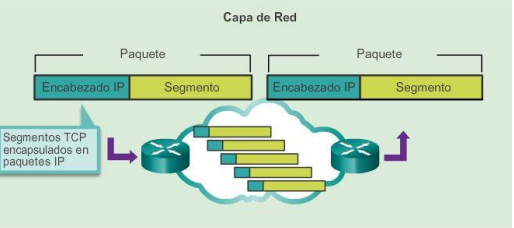 Capa de Red
Paquete
Paquete
Encabezado IP
Segmento
Encabezado IP
Segmento
Segmentos TCP
encapsulados en
paquetes IP